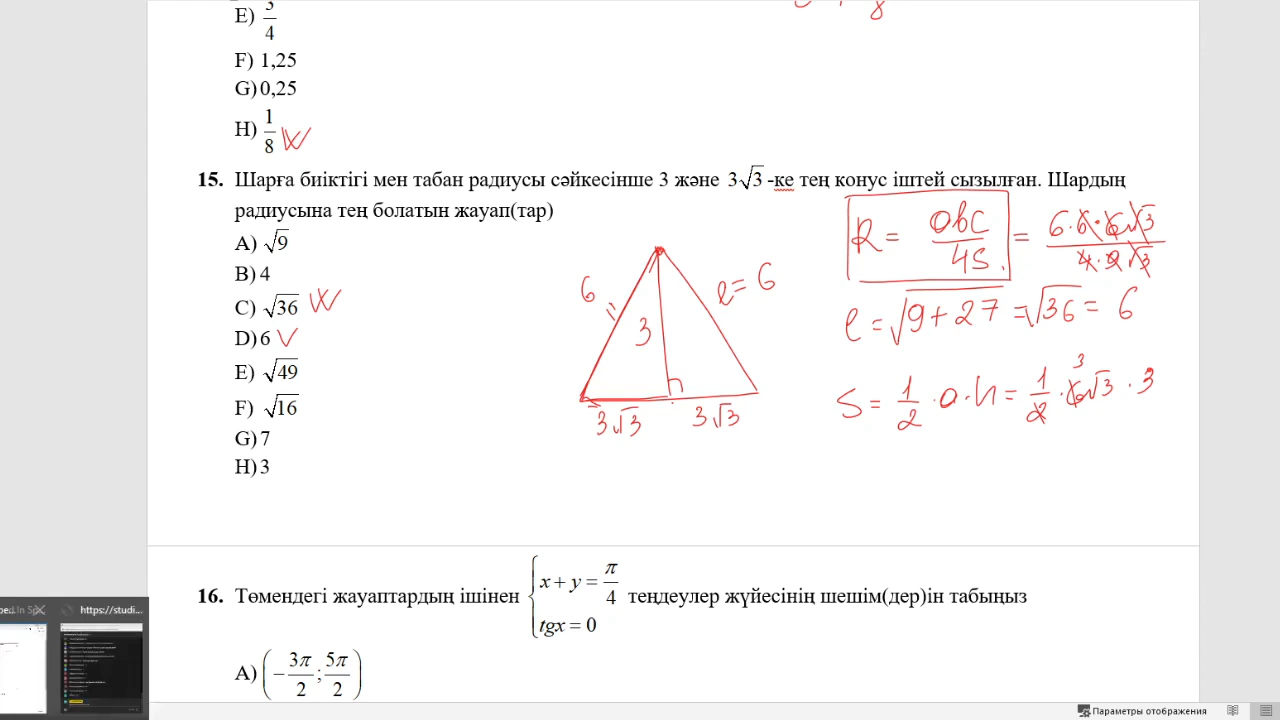 E) 3/4
F) 1,25
G) 0,25
H) 1/8
15. Шарға биіктігі мен табан радиусы сәйкесінше 3 және 3√3 -ке тең конус іштей сызылған. Шардың
радиусына тең болатын жауап(тар)
A) √9
B) 4
C) √36
D) 6
E) √49
F) √16
G) 7
H) 3
6
3
l = 6
3√3
3√3
R = abc/4S = 6·6·6√3/4·9√3
l = √9+27 = √36 = 6
S = 1/2 · a · h = 1/2 · 6√3 · 3
3
16. Төмендегі жауаптардың ішінен { x + y = π/4
tgx = 0 теңдеулер жүйесінің шешім(дер)ін табыңыз
A) (−3π/2 ; 5π/2)
https://studi...
Параметры отображения